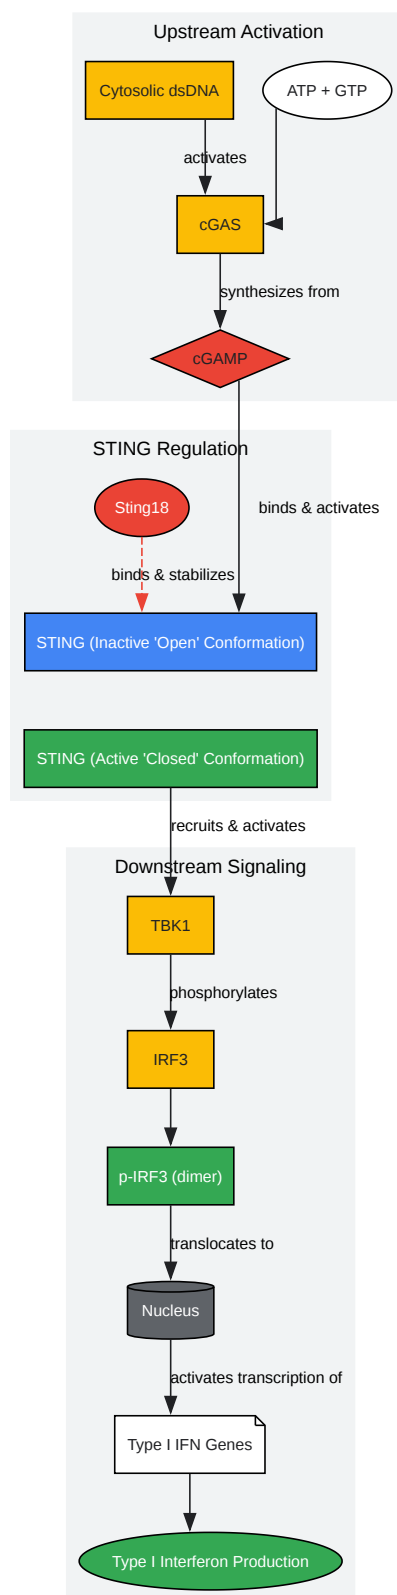 Upstream Activation
Cytosolic dsDNA
ATP + GTP
activates
cGAS
synthesizes from
cGAMP
STING Regulation
Sting18
binds & activates
binds & stabilizes
STING (Inactive 'Open' Conformation)
STING (Active 'Closed' Conformation)
recruits & activates
Downstream Signaling
TBK1
phosphorylates
IRF3
p-IRF3 (dimer)
translocates to
Nucleus
activates transcription of
Type I IFN Genes
Type I Interferon Production